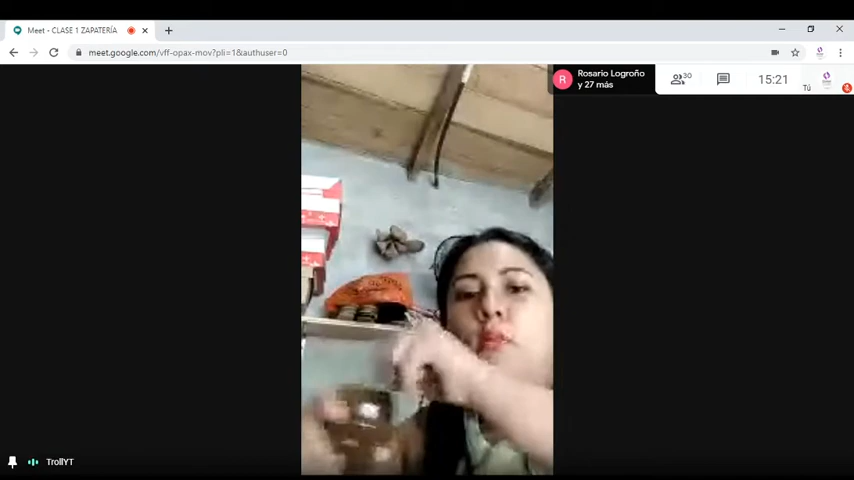 Meet - CLASE 1 ZAPATERÍA
meet.google.com/vff-opax-mov?pli=1&authuser=0
R
Rosario Logroño
y 27 más
30
15:21
Tú
TrollYT